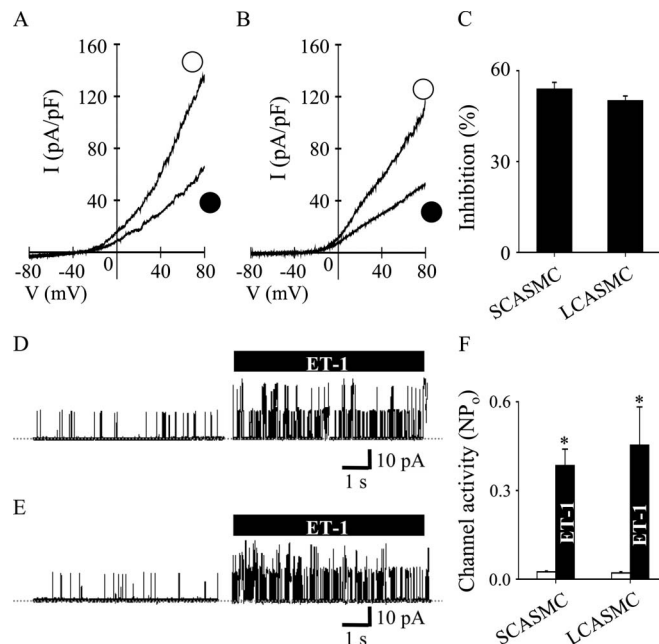 A
B
C
160
120
80
40
I (pA/pF)
-80
-40
0
40
80
V (mV)
160
120
80
40
I (pA/pF)
-80
-40
0
40
80
V (mV)
60
30
0
Inhibition (%)
SCASMC
LCASMC
D
ET-1
10 pA
1 s
E
ET-1
10 pA
1 s
F
0.6
0.3
0.0
Channel activity (NPo)
*
*
ET-1
ET-1
SCASMC
LCASMC